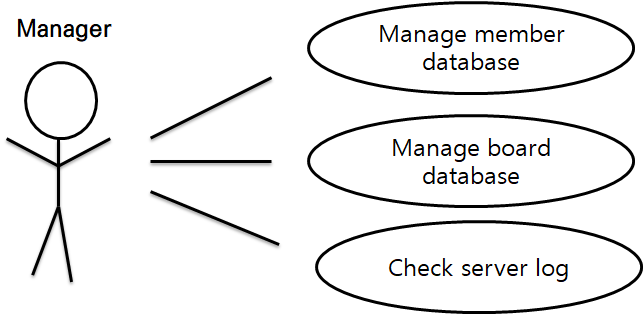 Manager
Manage member
database
Manage board
database
Check server log